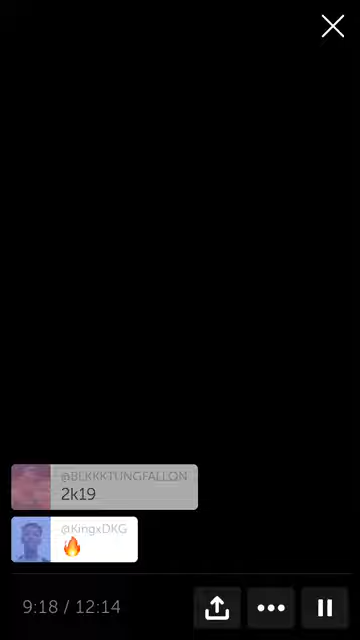 @BLKKKTUNGFALLON
2k19
@KingxDKG
🔥
9:18 / 12:14